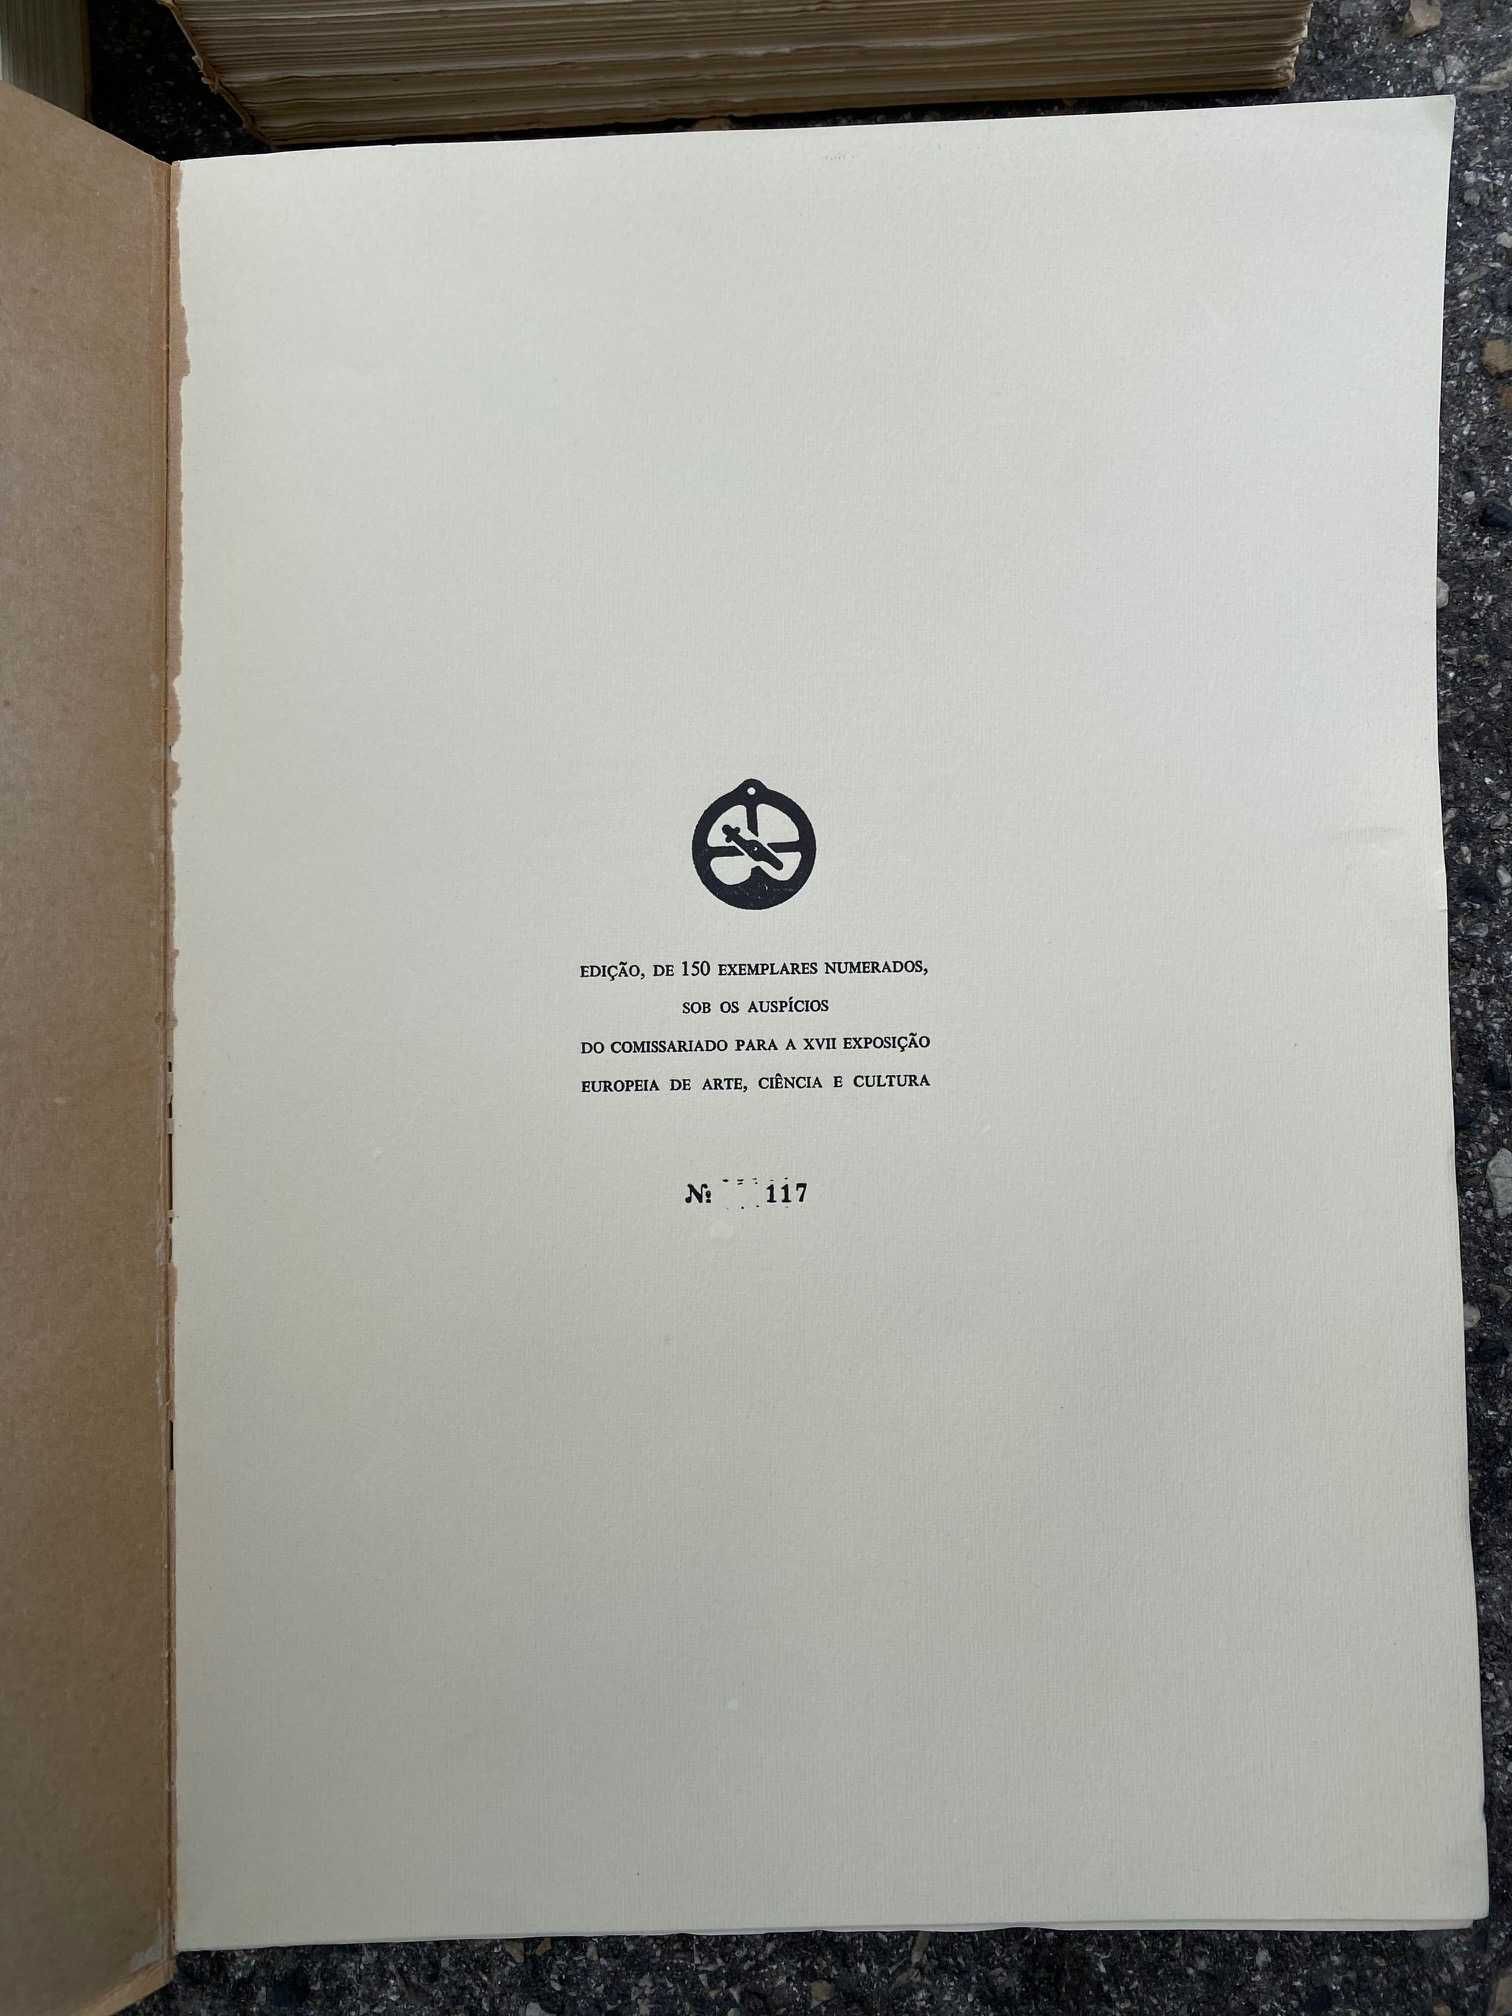 EDIÇÃO, DE 150 EXEMPLARES NUMERADOS,
SOB OS AUSPÍCIOS
DO COMISSARIADO PARA A XVII EXPOSIÇÃO
EUROPEIA DE ARTE, CIÊNCIA E CULTURA
Nº 117